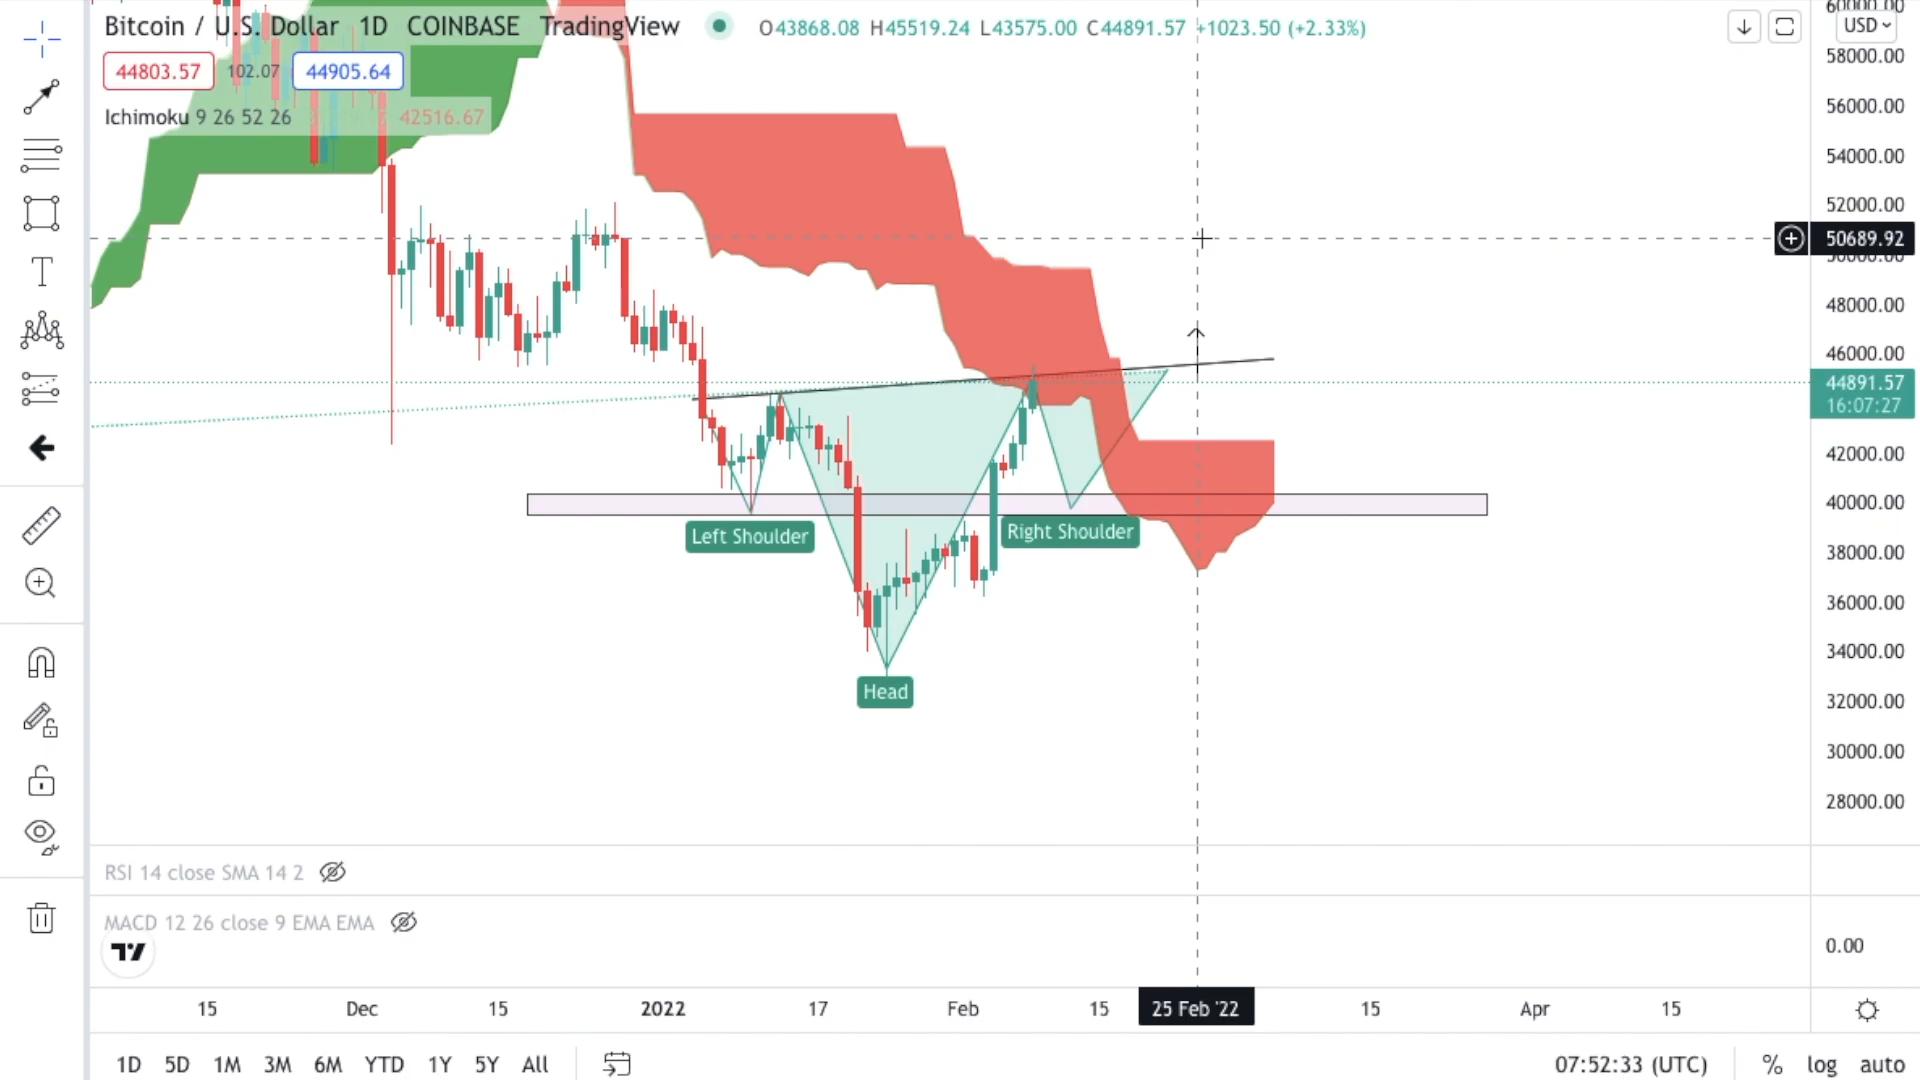 Bitcoin / U.S. Dollar 1D COINBASE TradingView O43868.08 H45519.24 L43575.00 C44891.57 +1023.50 (+2.33%)
USD
44803.57 102.07 44905.64
Ichimoku 9 26 52 26 42516.67
60000.00
58000.00
56000.00
54000.00
52000.00
50689.92
50000.00
48000.00
46000.00
44891.57
16:07:27
42000.00
40000.00
38000.00
36000.00
34000.00
32000.00
30000.00
28000.00
Left Shoulder
Right Shoulder
Head
RSI 14 close SMA 14 2
MACD 12 26 close 9 EMA EMA
0.00
15 Dec 15 2022 17 Feb 15 25 Feb '22 15 Apr 15
1D 5D 1M 3M 6M YTD 1Y 5Y All 07:52:33 (UTC) % log auto